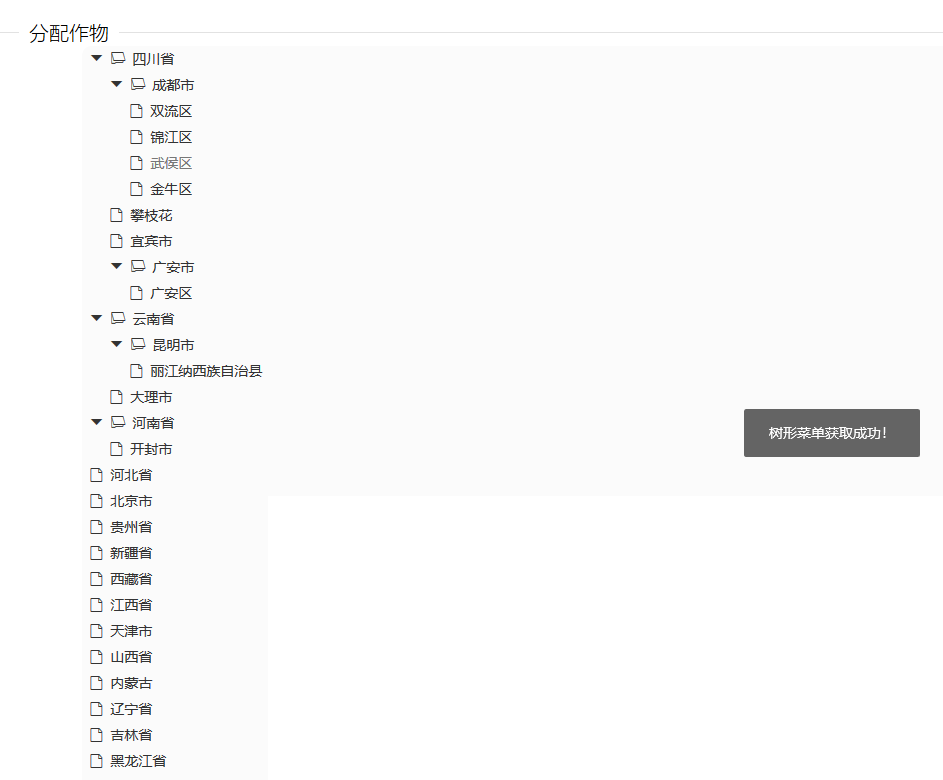 分配作物
四川省
成都市
双流区
锦江区
武侯区
金牛区
攀枝花
宜宾市
广安市
广安区
云南省
昆明市
丽江纳西族自治县
大理市
河南省
开封市
树形菜单获取成功！
河北省
北京市
贵州省
新疆省
西藏省
江西省
天津市
山西省
内蒙古
辽宁省
吉林省
黑龙江省